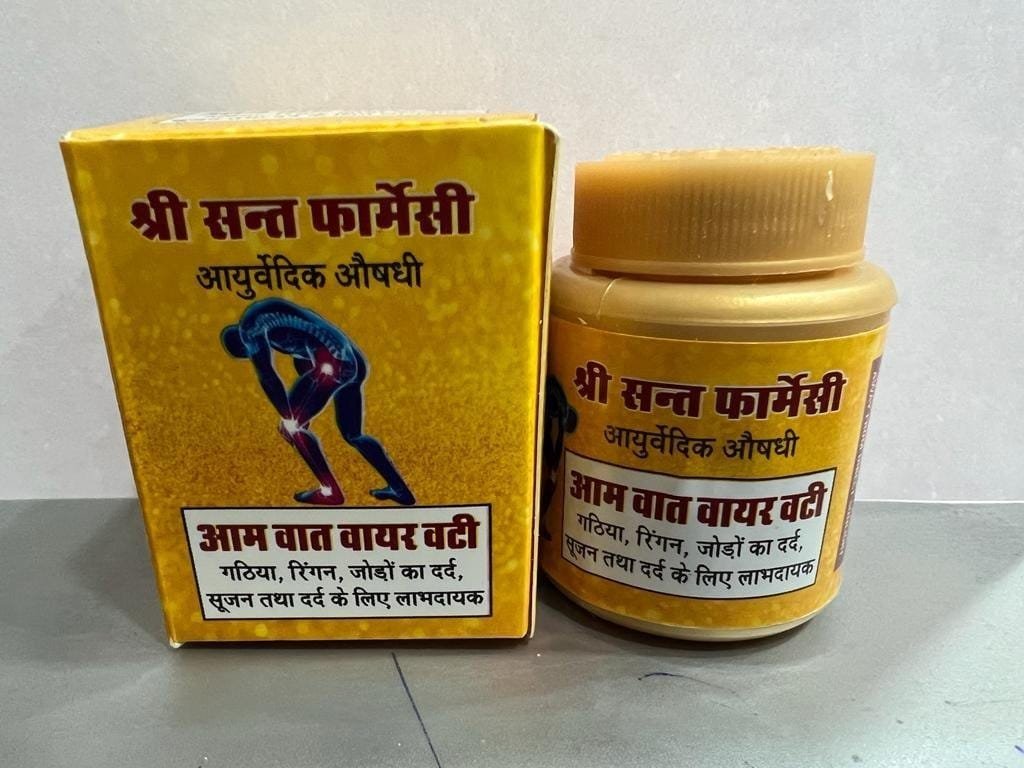 श्री सन्त फार्मेसी
आयुर्वेदिक औषधी
आम वात वायर वटी
गठिया, रिंगन, जोडों का दर्द,
सूजन तथा दर्द के लिए लाभदायक
श्री सन्त फार्मेसी
आयुर्वेदिक औषधी
आम वात वायर वटी
गठिया, रिंगन, जोड़ों का दर्द,
सूजन तथा दर्द के लिए लाभदायक